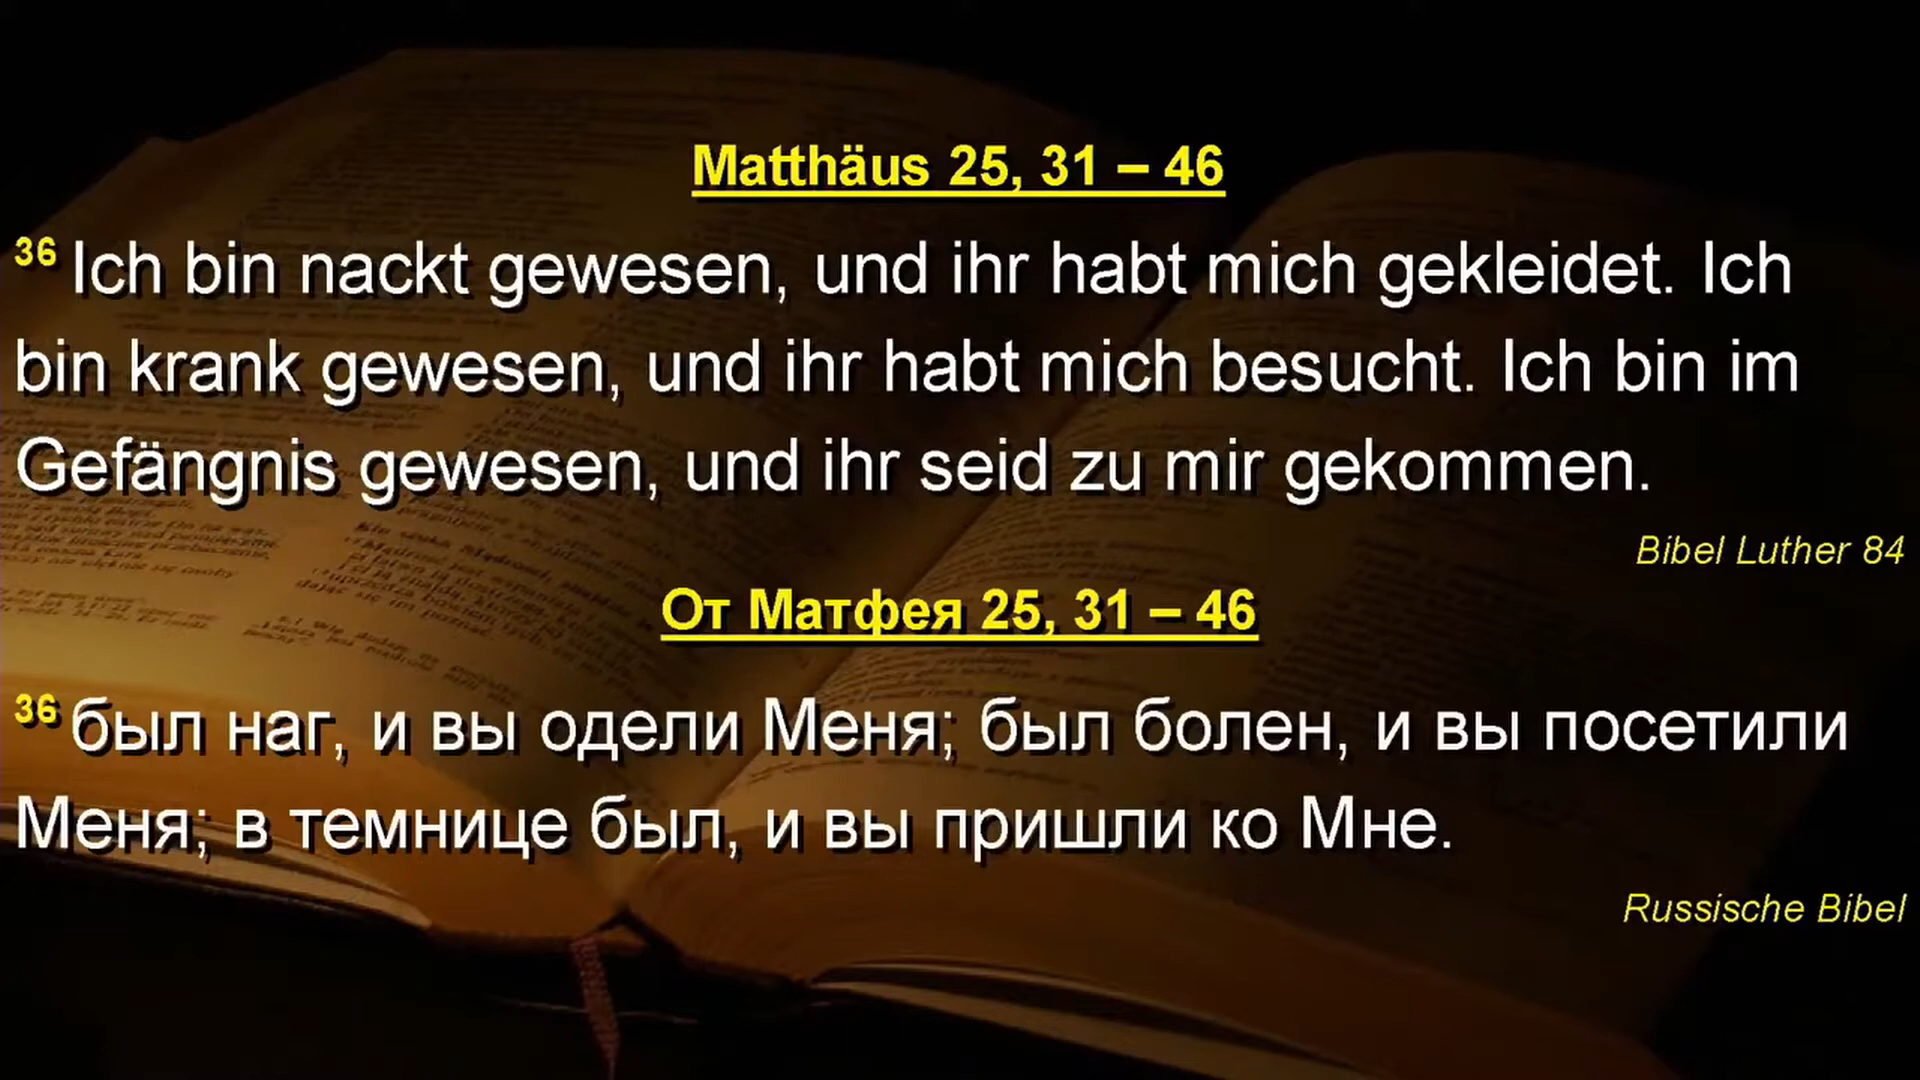 Matthäus 25, 31 – 46
36 Ich bin nackt gewesen, und ihr habt mich gekleidet. Ich
bin krank gewesen, und ihr habt mich besucht. Ich bin im
Gefängnis gewesen, und ihr seid zu mir gekommen.
Bibel Luther 84
От Матфея 25, 31 – 46
36 был наг, и вы одели Меня; был болен, и вы посетили
Меня; в темнице был, и вы пришли ко Мне.
Russische Bibel